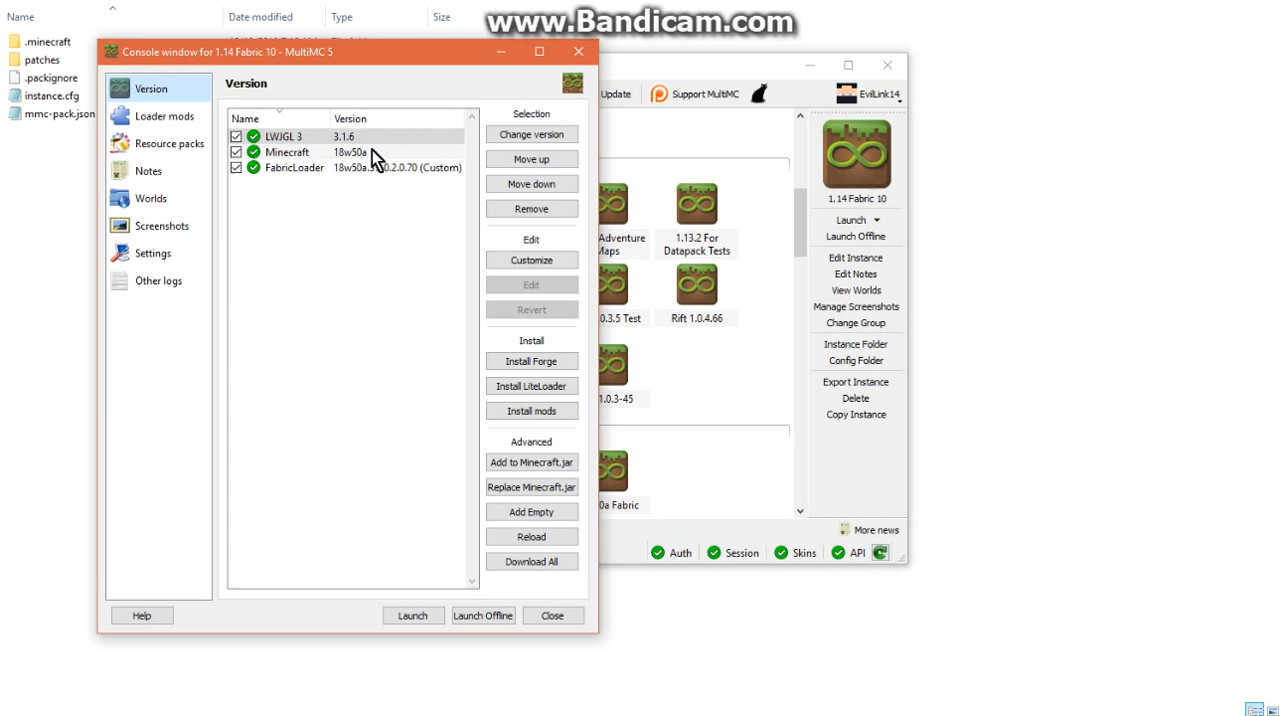 www.Bandicam.com
Name
Date modified
Type
Size
.minecraft
patches
.packignore
instance.cfg
mmc-pack.json
Console window for 1.14 Fabric 10 - MultiMC 5
Version
Loader mods
Resource packs
Notes
Worlds
Screenshots
Settings
Other logs
Version
Name Version
LWJGL 3 3.1.6
Minecraft 18w50a
FabricLoader 18w50a.3 0.2.0.70 (Custom)
Selection
Change version
Move up
Move down
Remove
Edit
Customize
Edit
Revert
Install
Install Forge
Install LiteLoader
Install mods
Advanced
Add to Minecraft.jar
Replace Minecraft.jar
Add Empty
Reload
Download All
Help
Launch
Launch Offline
Close
Update
Support MultiMC
EvilLink14
Adventure
Maps
1.13.2 For
Datapack Tests
0.3.5 Test
Rift 1.0.4.66
1.0.3-45
0a Fabric
1.14 Fabric 10
Launch
Launch Offline
Edit Instance
Edit Notes
View Worlds
Manage Screenshots
Change Group
Instance Folder
Config Folder
Export Instance
Delete
Copy Instance
More news
Auth
Session
Skins
API